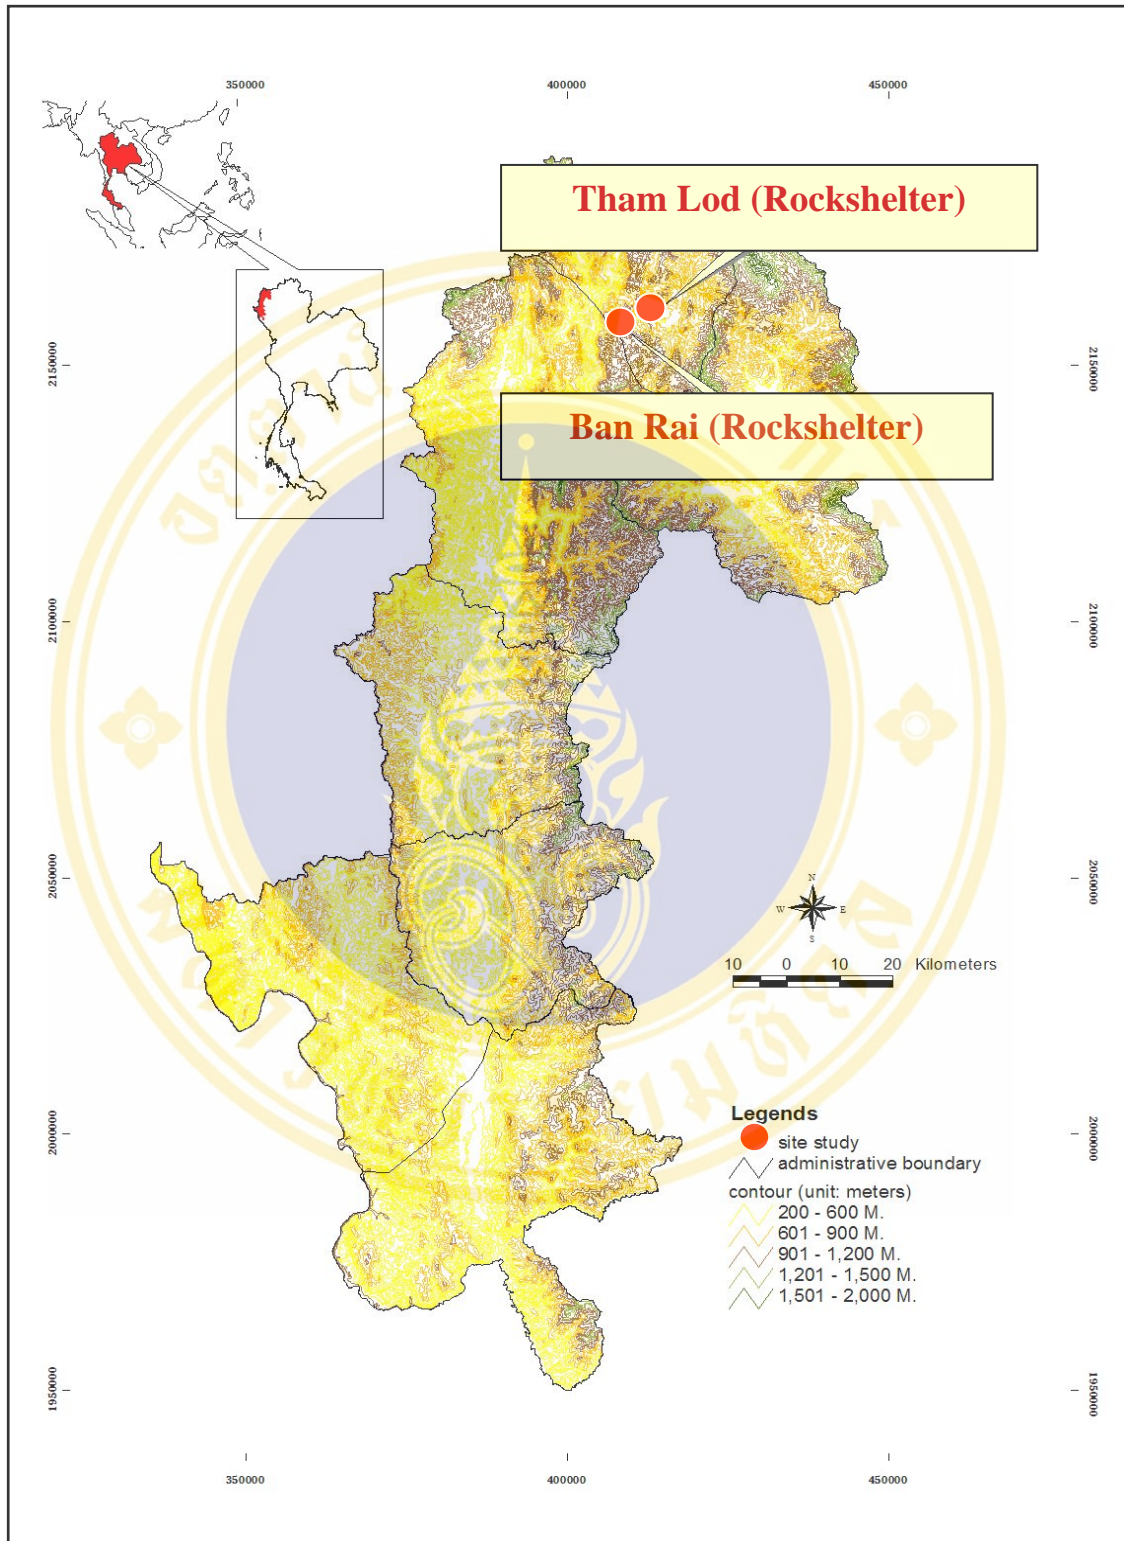 350000
400000
450000
Tham Lod (Rockshelter)
2150000
2150000
Ban Rai (Rockshelter)
2100000
2100000
2050000
2050000
N
W
E
S
10 0 10 20 Kilometers
Legends
site study
administrative boundary
contour (unit: meters)
200 - 600 M.
601 - 900 M.
901 - 1,200 M.
1,201 - 1,500 M.
1,501 - 2,000 M.
2000000
2000000
1950000
1950000
350000
400000
450000